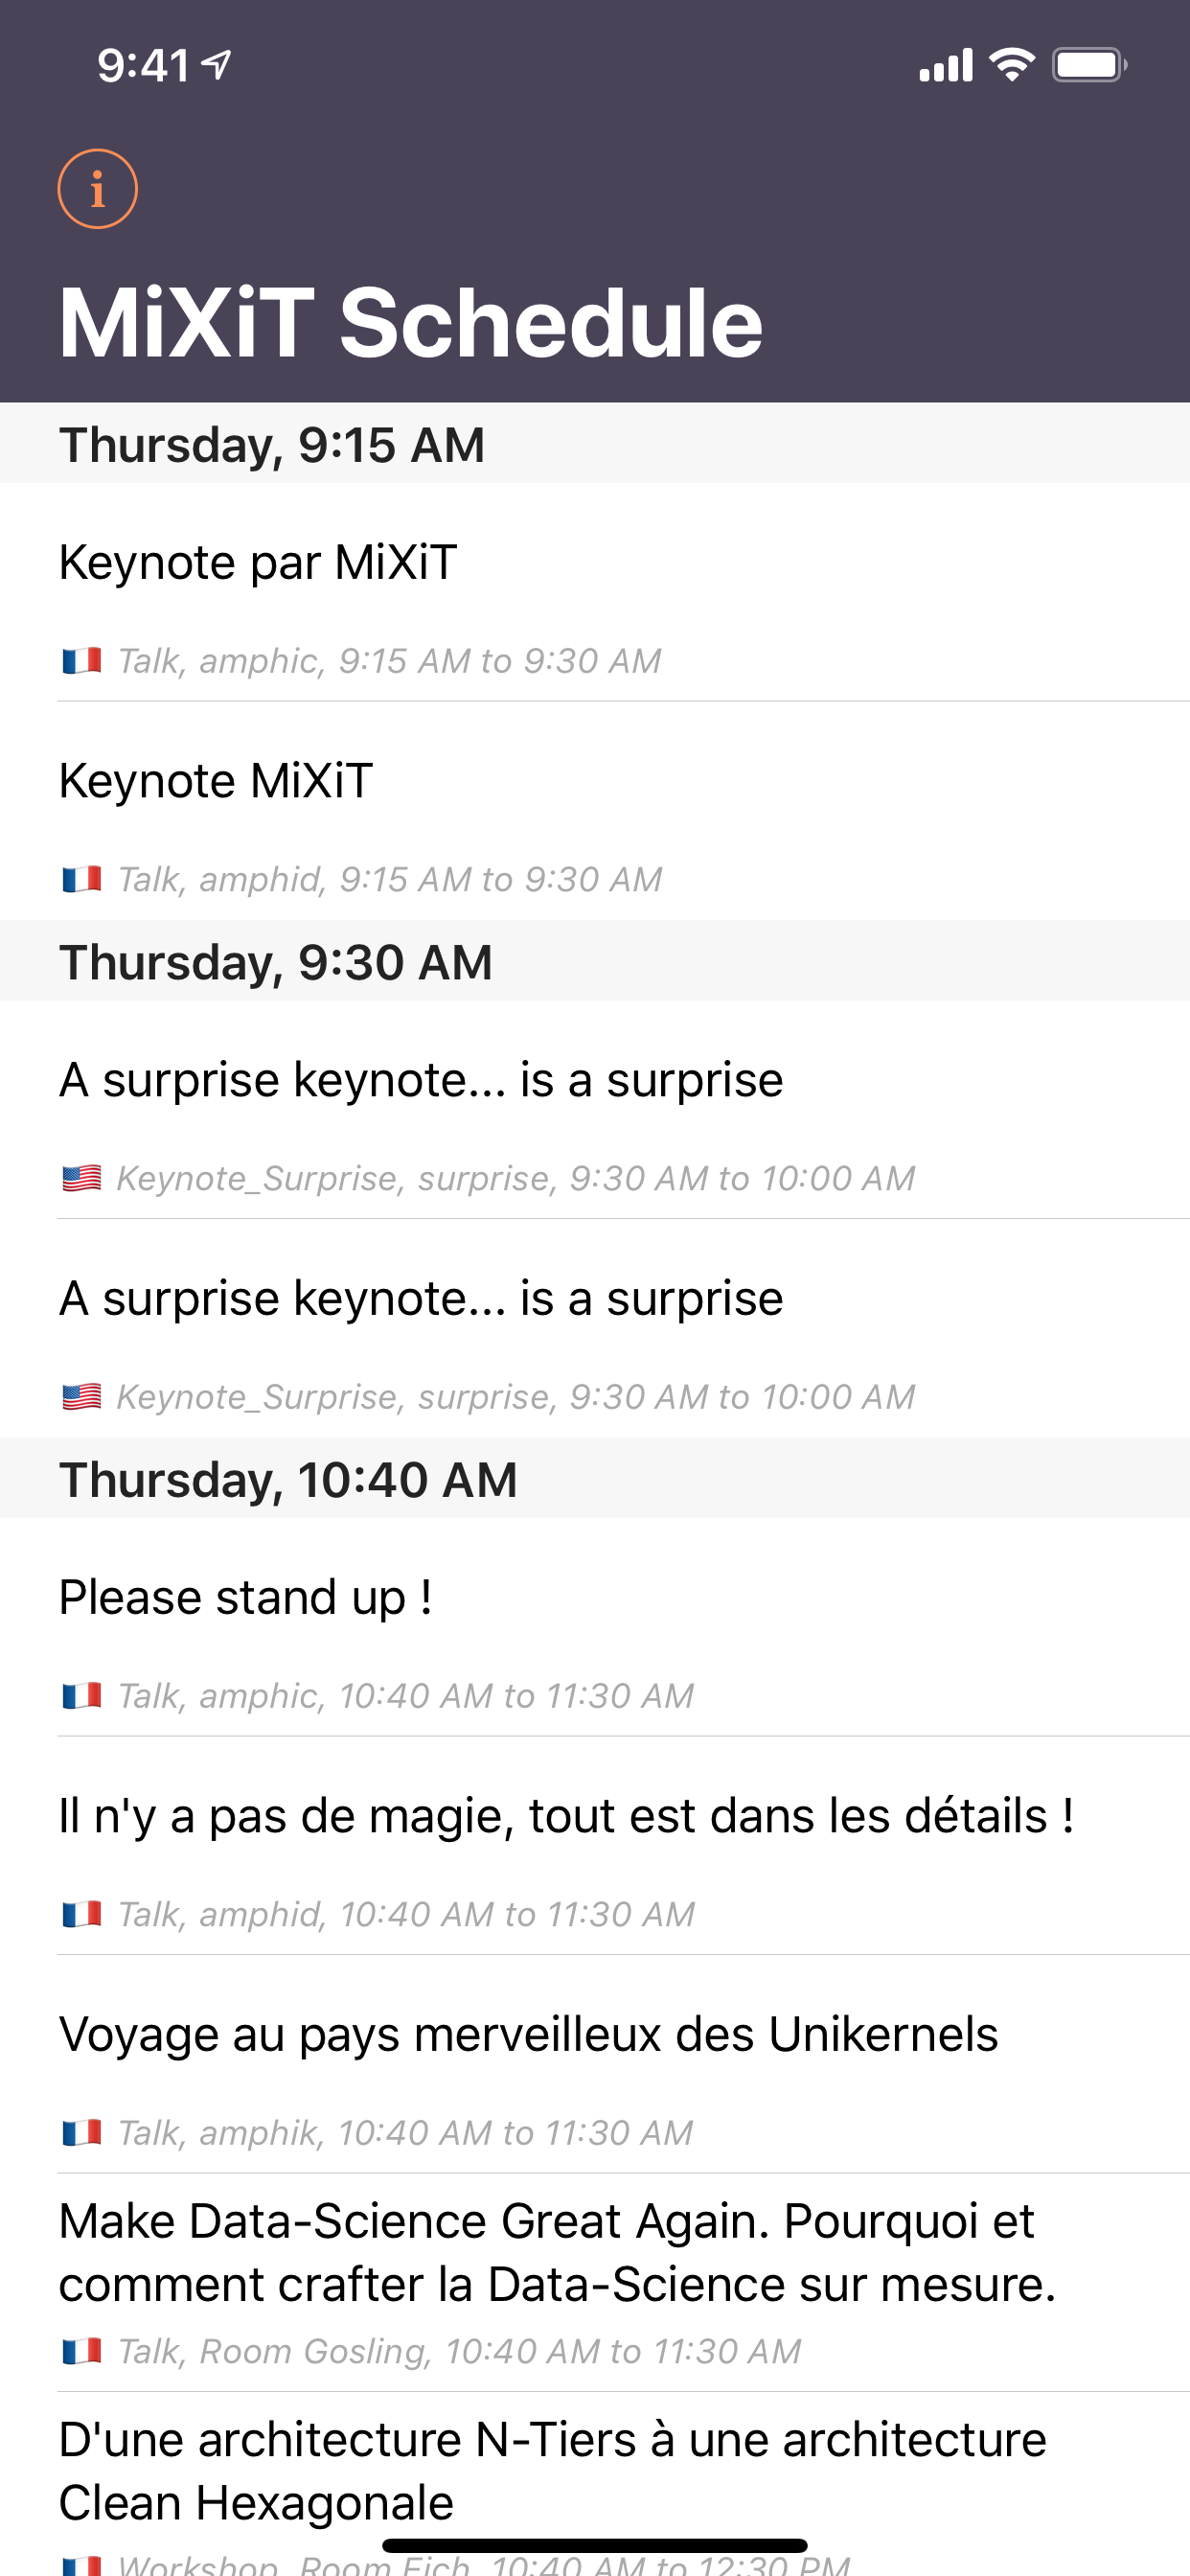 9:41
i
MiXiT Schedule
Thursday, 9:15 AM
Keynote par MiXiT
Talk, amphic, 9:15 AM to 9:30 AM
Keynote MiXiT
Talk, amphid, 9:15 AM to 9:30 AM
Thursday, 9:30 AM
A surprise keynote... is a surprise
Keynote_Surprise, surprise, 9:30 AM to 10:00 AM
A surprise keynote... is a surprise
Keynote_Surprise, surprise, 9:30 AM to 10:00 AM
Thursday, 10:40 AM
Please stand up !
Talk, amphic, 10:40 AM to 11:30 AM
Il n'y a pas de magie, tout est dans les détails !
Talk, amphid, 10:40 AM to 11:30 AM
Voyage au pays merveilleux des Unikernels
Talk, amphik, 10:40 AM to 11:30 AM
Make Data-Science Great Again. Pourquoi et
comment crafter la Data-Science sur mesure.
Talk, Room Gosling, 10:40 AM to 11:30 AM
D'une architecture N-Tiers à une architecture
Clean Hexagonale
Workshop, Room Eich, 10:40 AM to 12:30 PM